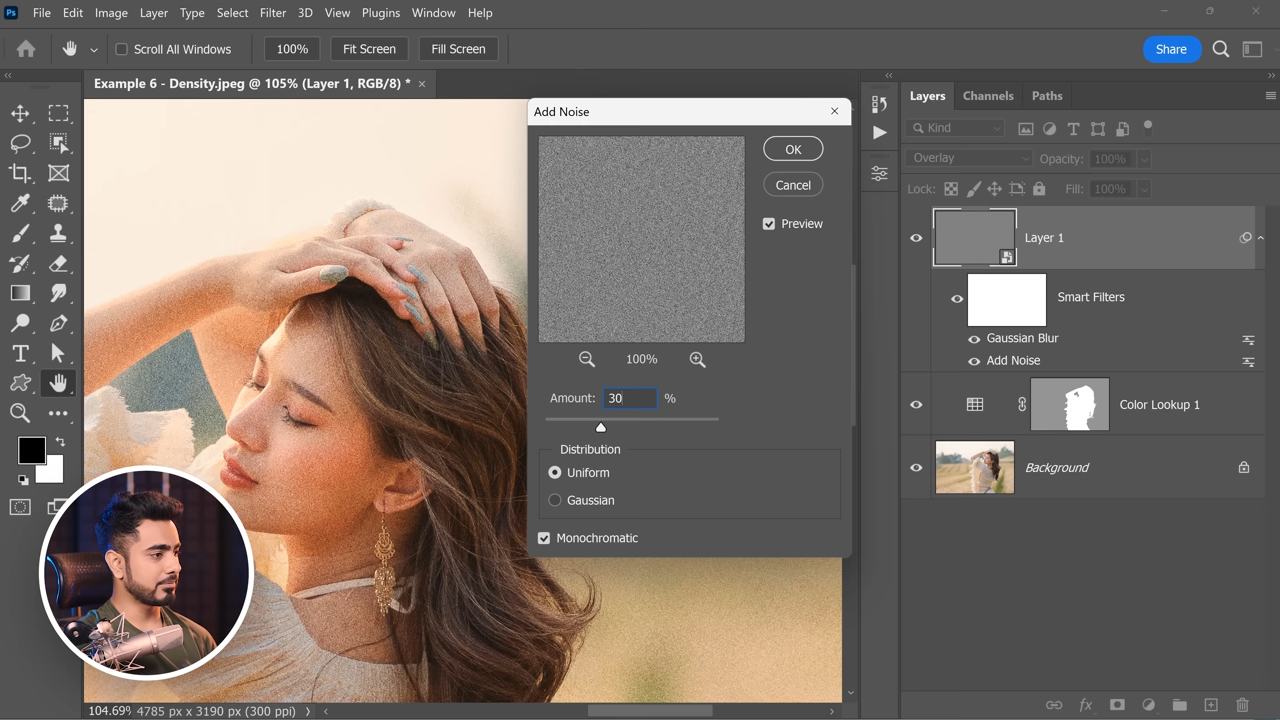 Ps File Edit Image Layer Type Select Filter 3D View Plugins Window Help
Scroll All Windows 100% Fit Screen Fill Screen Share
Example 6 - Density.jpeg @ 105% (Layer 1, RGB/8) *
Add Noise
OK
Cancel
Preview
100%
Amount: 30 %
Distribution
Uniform
Gaussian
Monochromatic
Layers Channels Paths
Kind
Overlay Opacity: 100%
Lock: Fill: 100%
Layer 1
Smart Filters
Gaussian Blur
Add Noise
Color Lookup 1
Background
fx
104.69% 4785 px x 3190 px (300 ppi)